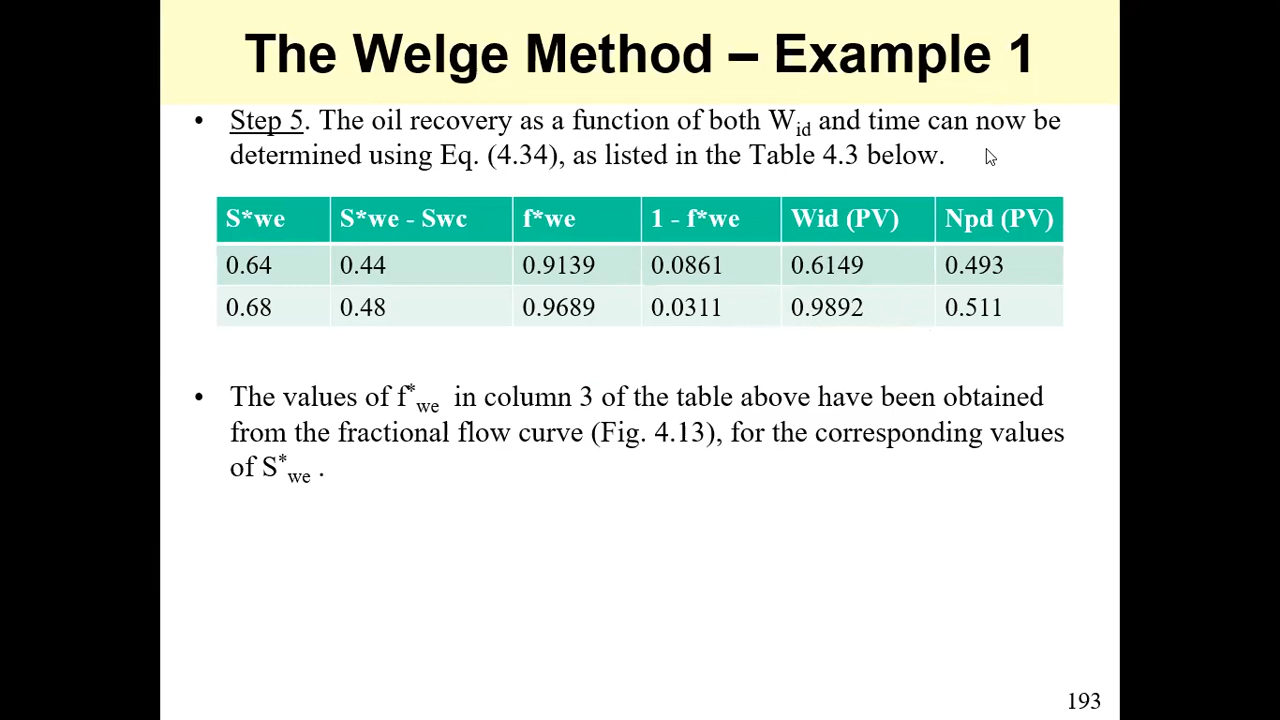 The Welge Method – Example 1
• Step 5. The oil recovery as a function of both Wid and time can now be
determined using Eq. (4.34), as listed in the Table 4.3 below.
S*we S*we - Swc f*we 1 - f*we Wid (PV) Npd (PV)
0.64 0.44 0.9139 0.0861 0.6149 0.493
0.68 0.48 0.9689 0.0311 0.9892 0.511
• The values of f*we in column 3 of the table above have been obtained
from the fractional flow curve (Fig. 4.13), for the corresponding values
of S*we .
193